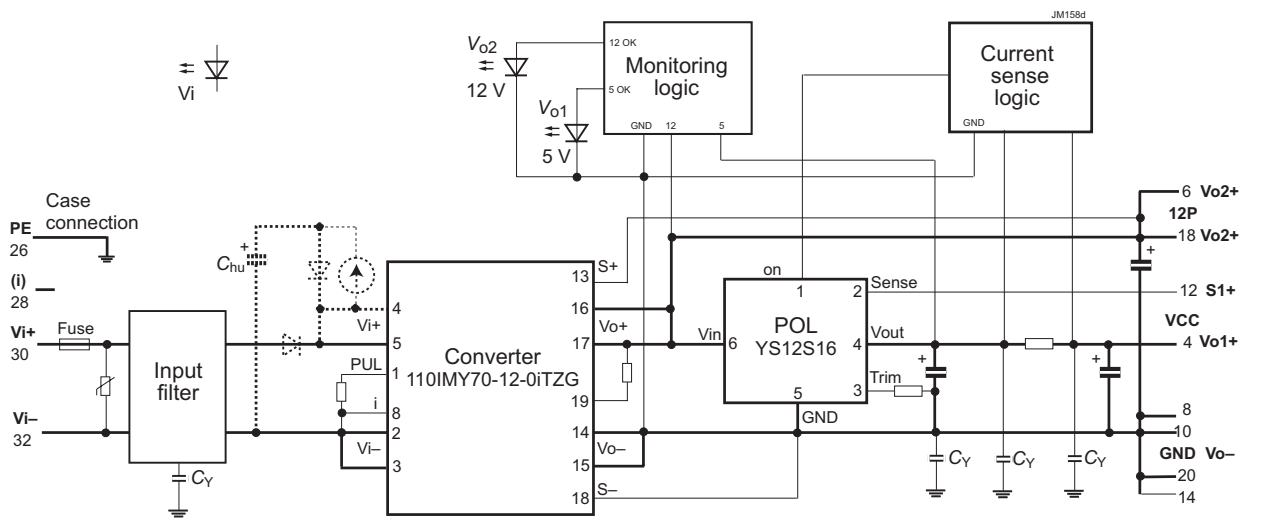 JM158d
Vi
Vo2
12 V
Vo1
5 V
12 OK
5 OK
Monitoring
logic
GND
12
5
Current
sense
logic
GND
Case
connection
PE
26
(i)
28
Vi+
30
Fuse
Vi–
32
Input
filter
CY
+
Chu
4
Vi+
5
PUL
1
i
8
2
Vi–
3
Converter
110IMY70-12-0iTZG
13
S+
16
17
Vo+
19
14
Vo–
15
18
S–
on
1
2
Sense
POL
YS12S16
Vin
6
4
Vout
3
Trim
5
GND
+
+
+
CY
CY
CY
6 Vo2+
12P
18 Vo2+
12 S1+
VCC
4 Vo1+
8
10
GND Vo–
20
14